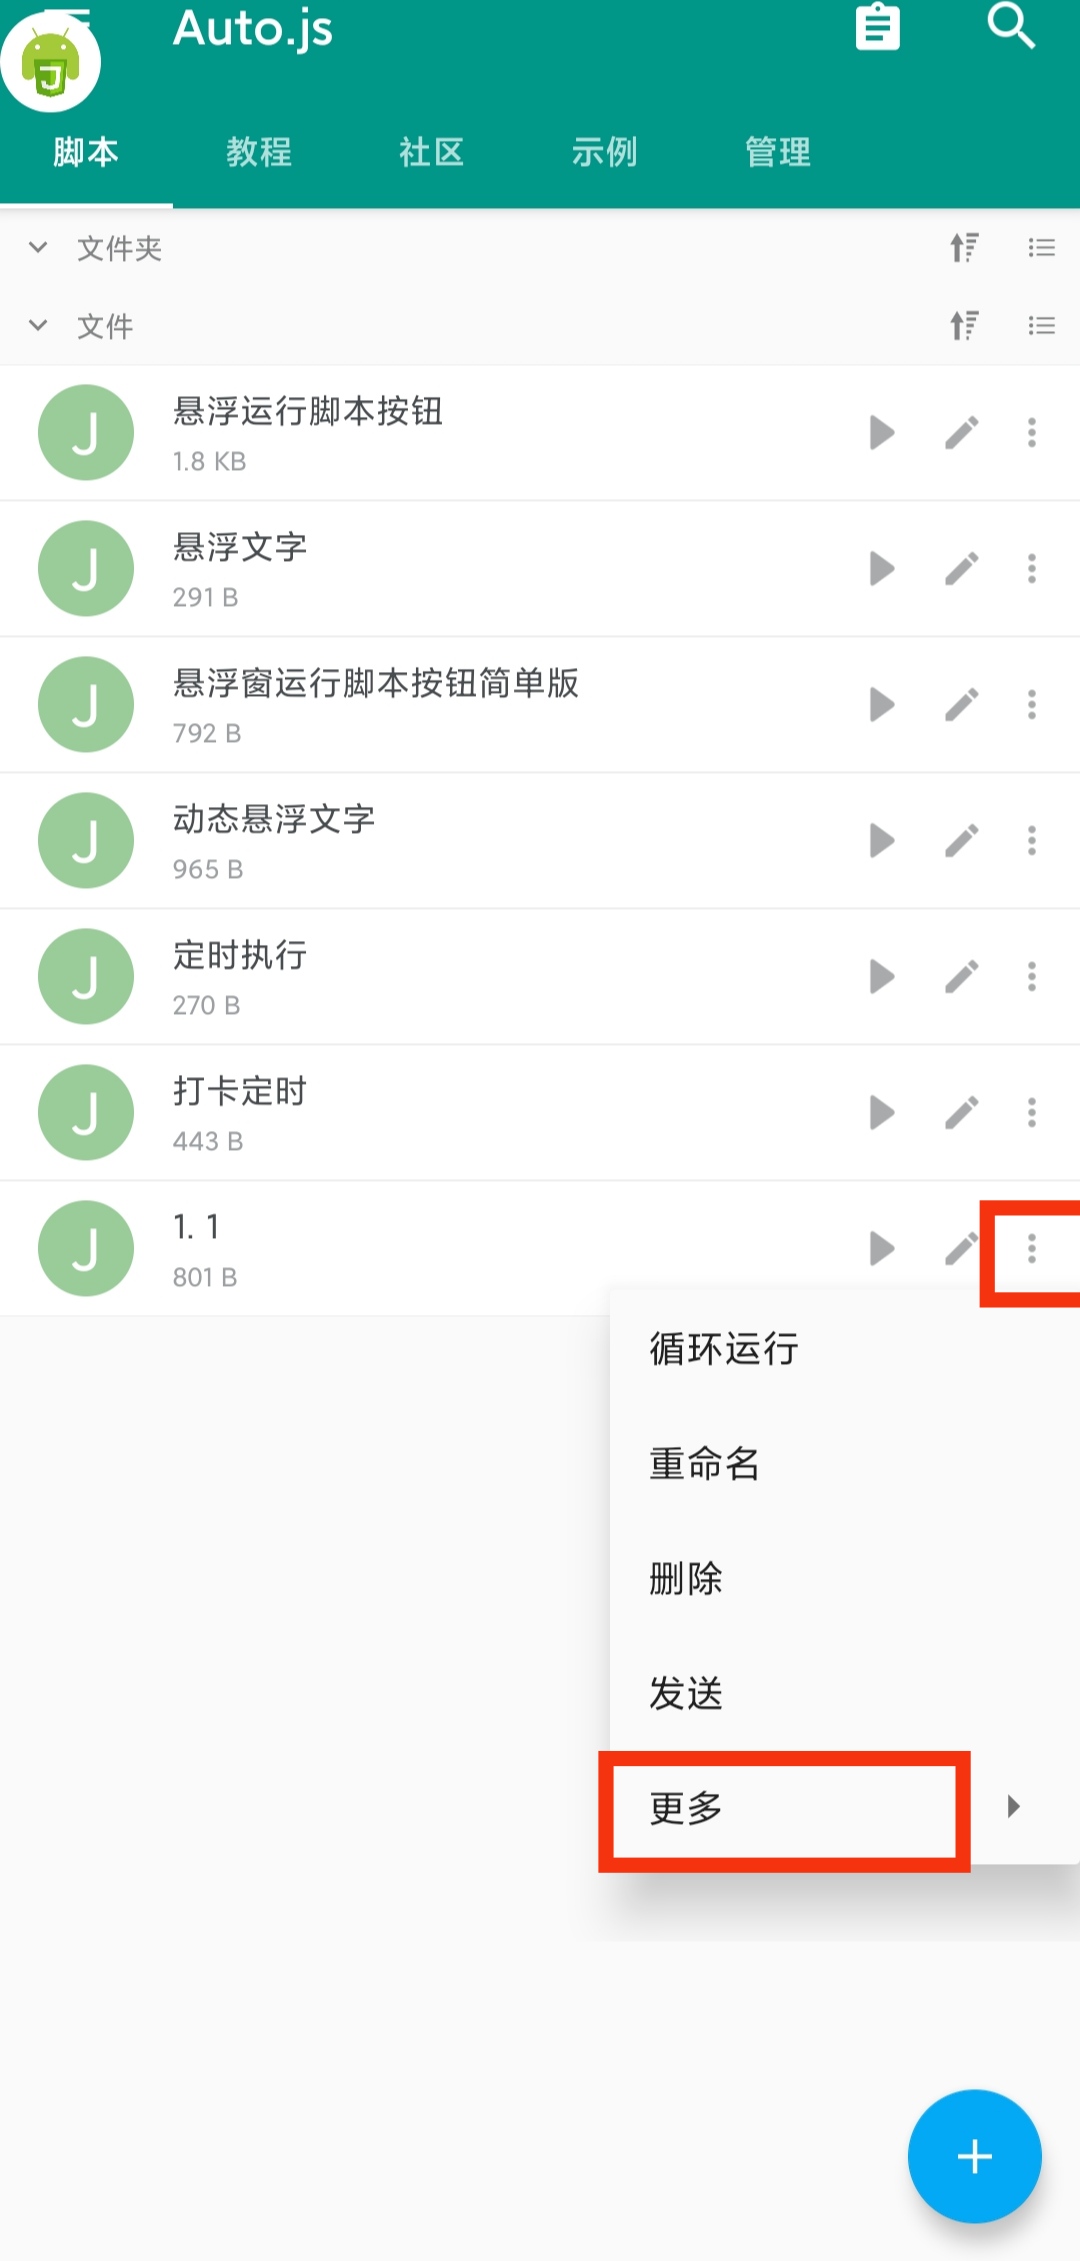 Auto.js
脚本 教程 社区 示例 管理
文件夹
文件
J 悬浮运行脚本按钮
1.8 KB
J 悬浮文字
291 B
J 悬浮窗运行脚本按钮简单版
792 B
J 动态悬浮文字
965 B
J 定时执行
270 B
J 打卡定时
443 B
J 1. 1
801 B
循环运行
重命名
删除
发送
更多